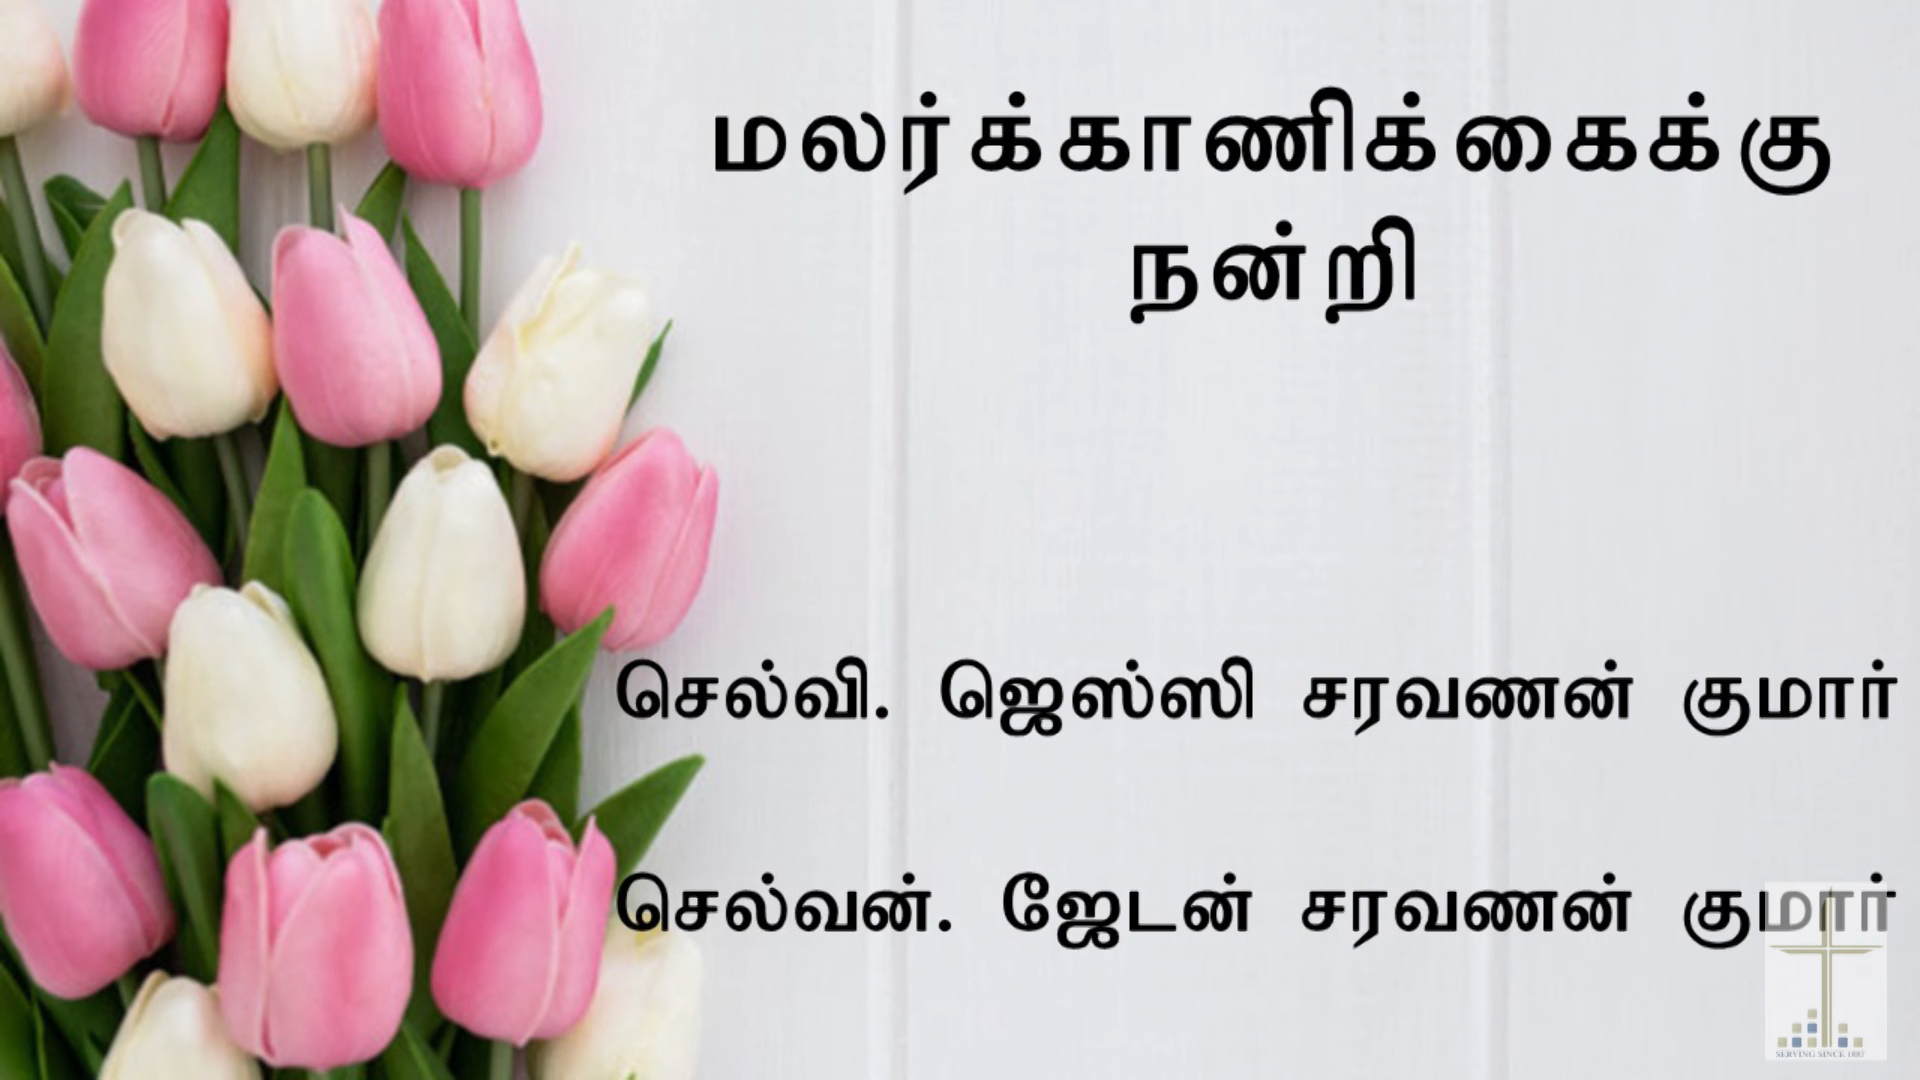 மலர்க்காணிக்கைக்கு
நன்றி
செல்வி. ஜெஸ்ஸி சரவணன் குமார்
செல்வன். ஜேடன் சரவணன் குமார்